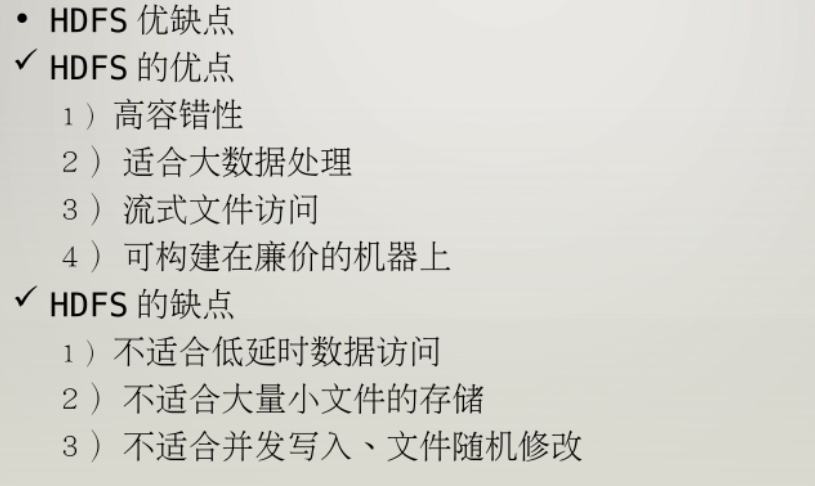 • HDFS 优缺点
✓ HDFS 的优点
1）高容错性
2） 适合大数据处理
3） 流式文件访问
4） 可构建在廉价的机器上
✓ HDFS 的缺点
1）不适合低延时数据访问
2） 不适合大量小文件的存储
3） 不适合并发写入、文件随机修改